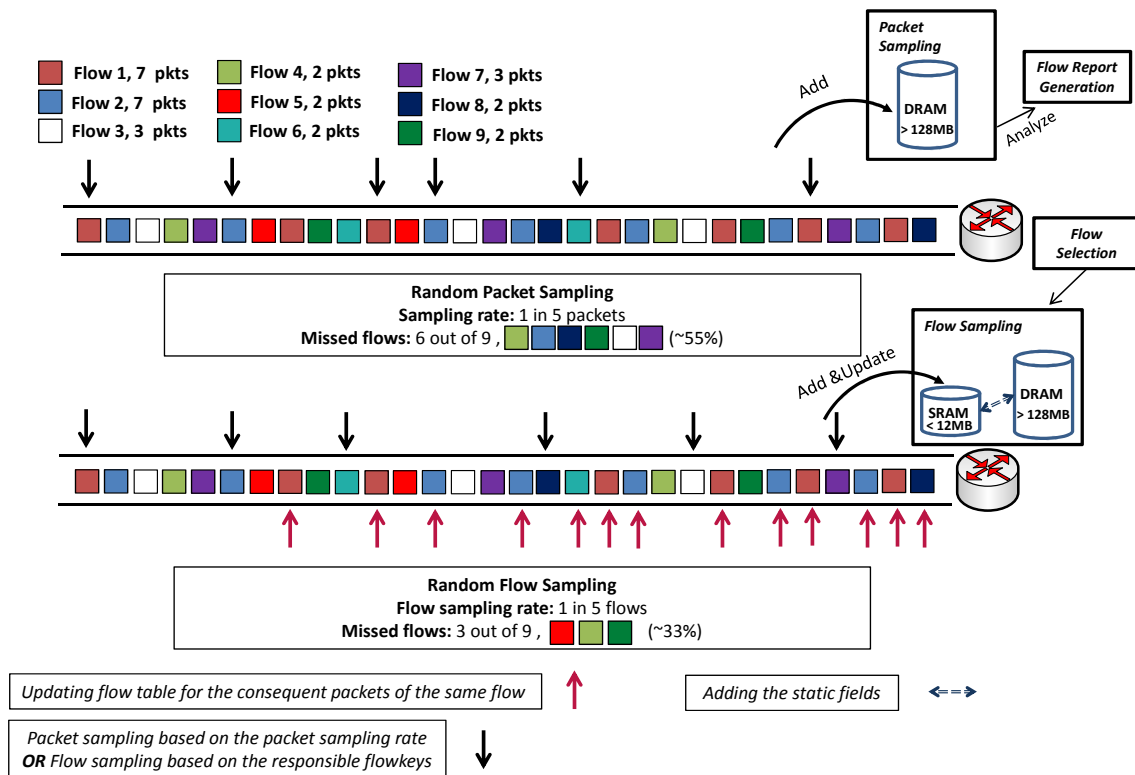 Packet
Sampling
DRAM
> 128MB
Flow Report
Generation
Add
Analyze
Flow 1, 7 pkts
Flow 4, 2 pkts
Flow 7, 3 pkts
Flow 2, 7 pkts
Flow 5, 2 pkts
Flow 8, 2 pkts
Flow 3, 3 pkts
Flow 6, 2 pkts
Flow 9, 2 pkts
Flow
Selection
Random Packet Sampling
Sampling rate: 1 in 5 packets
Missed flows: 6 out of 9 , (~55%)
Flow Sampling
Add &Update
SRAM
< 12MB
DRAM
> 128MB
Random Flow Sampling
Flow sampling rate: 1 in 5 flows
Missed flows: 3 out of 9 , (~33%)
Updating flow table for the consequent packets of the same flow
Adding the static fields
Packet sampling based on the packet sampling rate
OR Flow sampling based on the responsible flowkeys